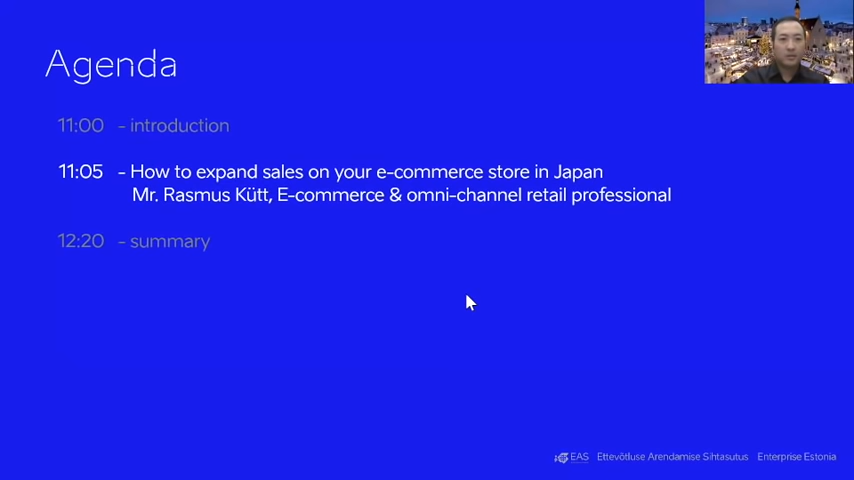 Agenda
11:00 - introduction
11:05 - How to expand sales on your e-commerce store in Japan
Mr. Rasmus Kütt, E-commerce & omni-channel retail professional
12:20 - summary
EAS Ettevõtluse Arendamise Sihtasutus Enterprise Estonia